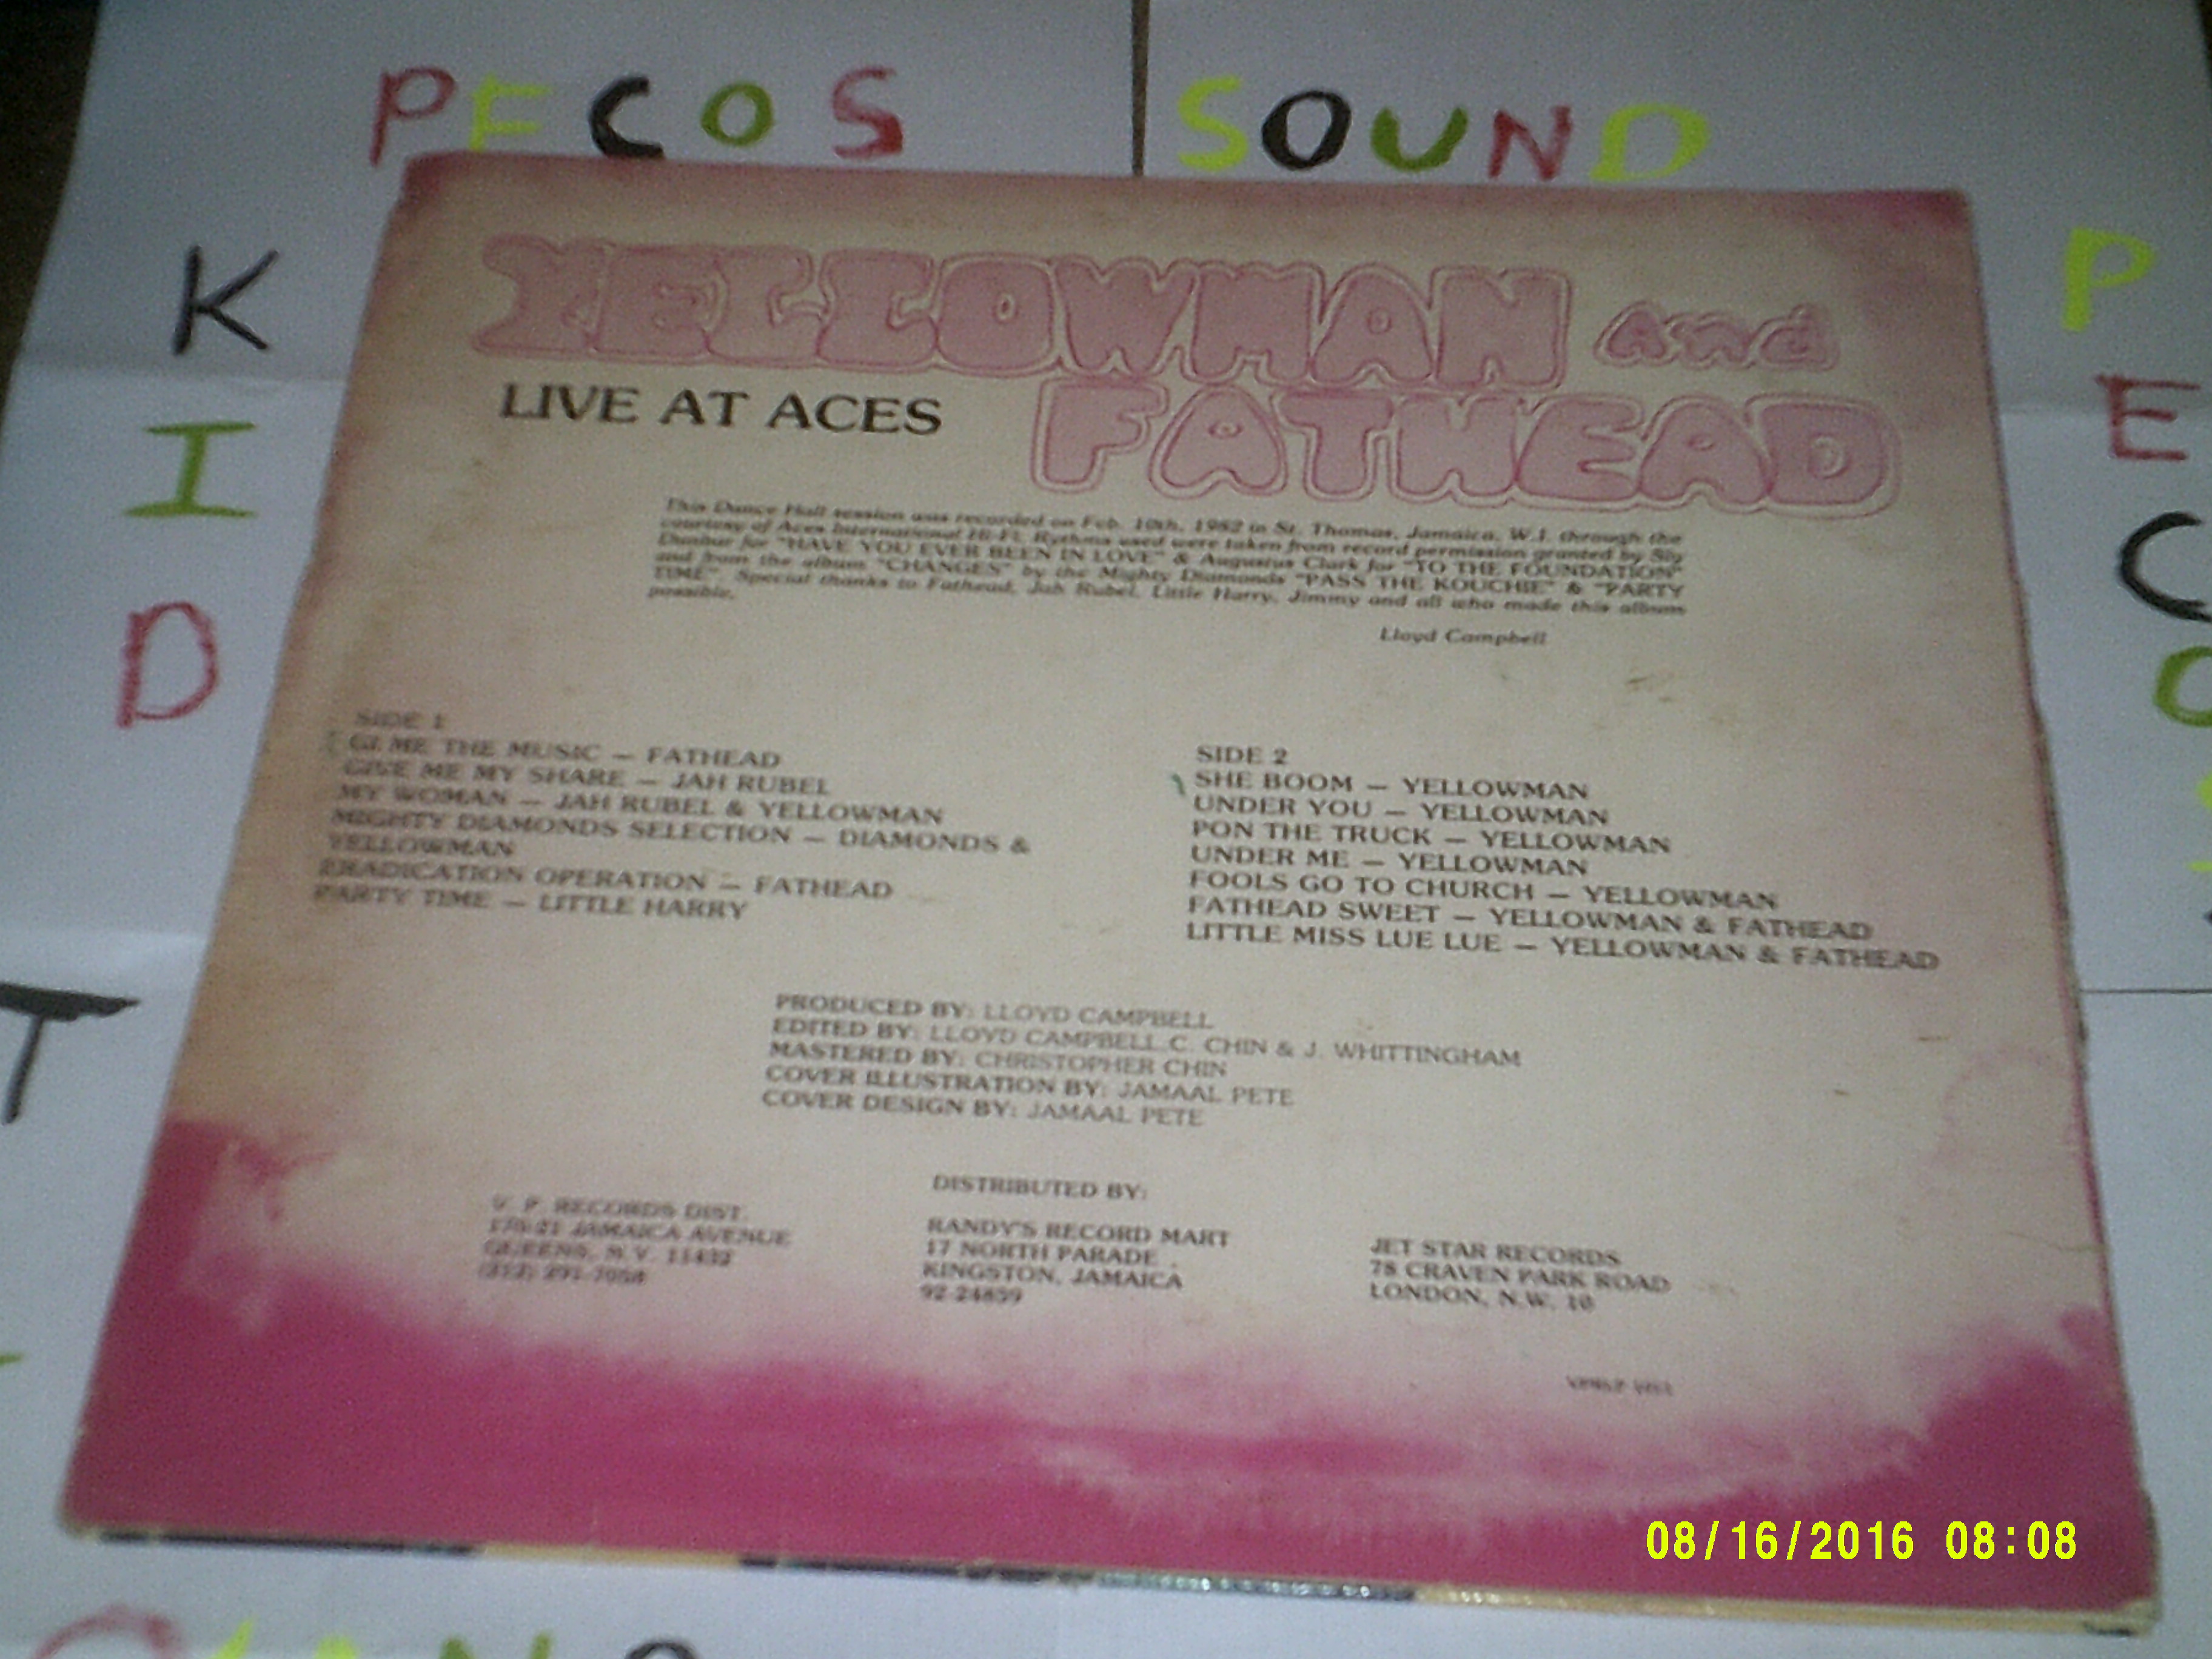 PECOS SOUND
KID
PECOS
T
YELLOWMAN and
FATHEAD
LIVE AT ACES
This Dance Hall session was recorded on Feb. 10th, 1982 in St. Thomas, Jamaica, W.I. through the
courtesy of Aces International Hi-Fi. Rythms used were taken from record permission granted by Sly
Dunbar for "HAVE YOU EVER BEEN IN LOVE" & Augustus Clark for "TO THE FOUNDATION"
and from the album "CHANGES" by the Mighty Diamonds "PASS THE KOUCHIE" & "PARTY
TIME". Special thanks to Fathead, Jah Rubel, Little Harry, Jimmy and all who made this album
possible.
Lloyd Campbell
SIDE 1
GI ME THE MUSIC — FATHEAD
GIVE ME MY SHARE — JAH RUBEL
MY WOMAN — JAH RUBEL & YELLOWMAN
MIGHTY DIAMONDS SELECTION — DIAMONDS &
YELLOWMAN
ERADICATION OPERATION — FATHEAD
PARTY TIME — LITTLE HARRY
SIDE 2
SHE BOOM — YELLOWMAN
UNDER YOU — YELLOWMAN
PON THE TRUCK — YELLOWMAN
UNDER ME — YELLOWMAN
FOOLS GO TO CHURCH — YELLOWMAN
FATHEAD SWEET — YELLOWMAN & FATHEAD
LITTLE MISS LUE LUE — YELLOWMAN & FATHEAD
PRODUCED BY: LLOYD CAMPBELL
EDITED BY: LLOYD CAMPBELL C. CHIN & J. WHITTINGHAM
MASTERED BY: CHRISTOPHER CHIN
COVER ILLUSTRATION BY: JAMAAL PETE
COVER DESIGN BY: JAMAAL PETE
DISTRIBUTED BY:
V. P. RECORDS DIST.
170-21 JAMAICA AVENUE
QUEENS, N.Y. 11432
(212) 291-7058
RANDY'S RECORD MART
17 NORTH PARADE
KINGSTON, JAMAICA
92-24859
JET STAR RECORDS
78 CRAVEN PARK ROAD
LONDON, N.W. 10
08/16/2016 08:08